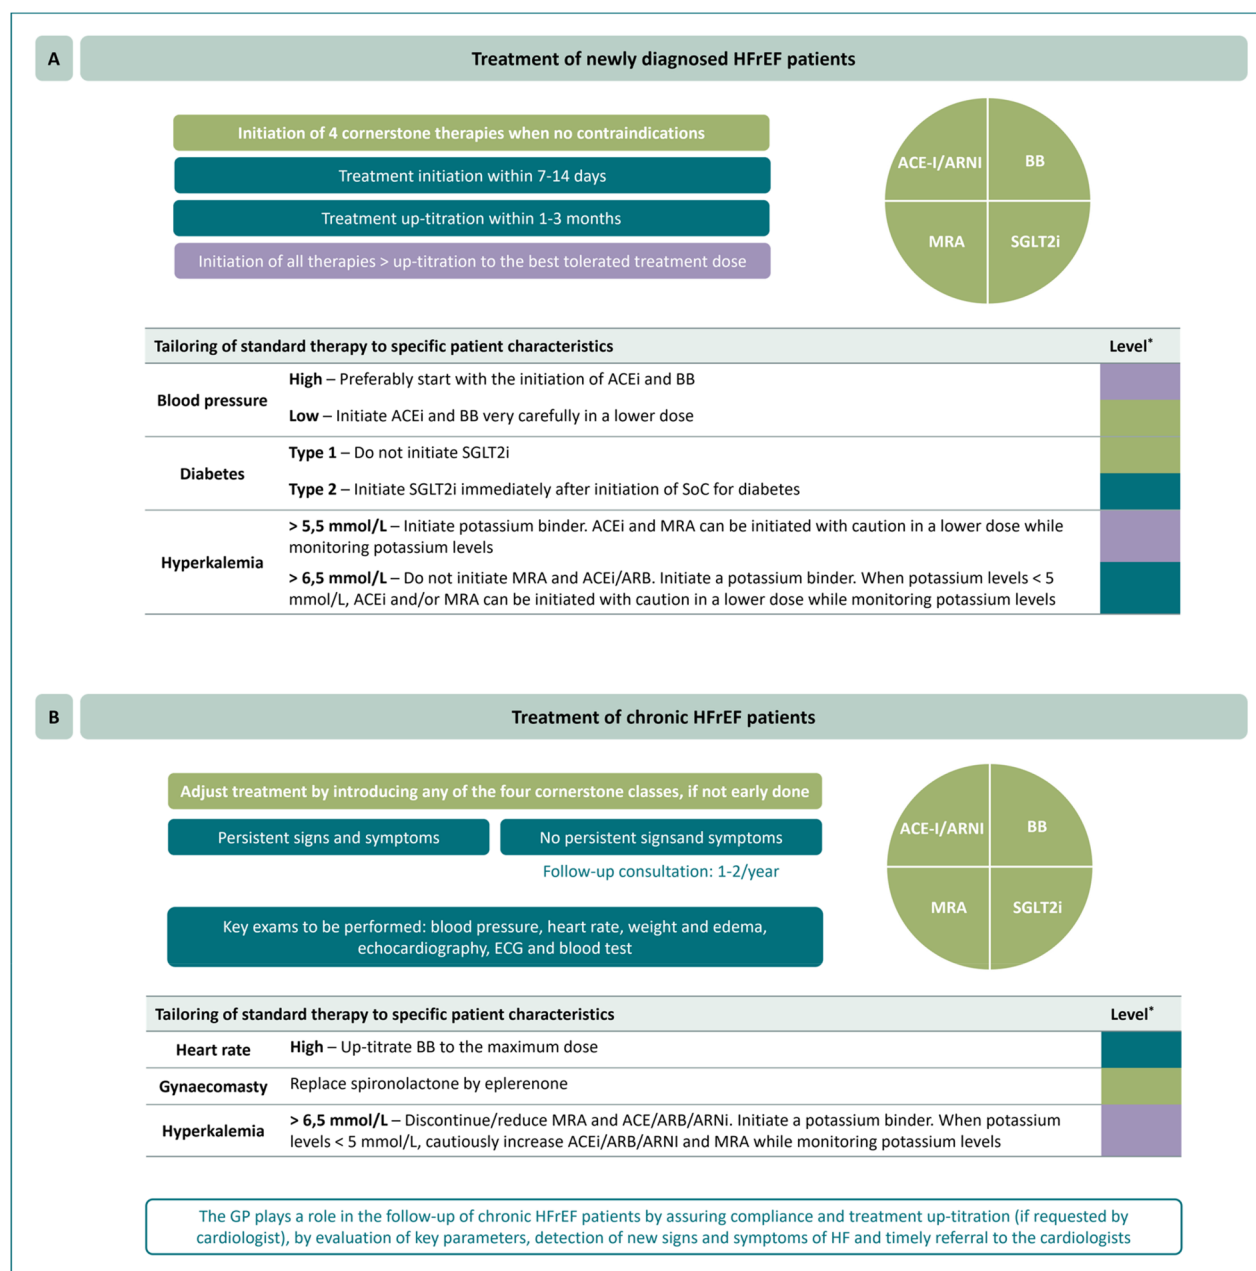 A
Treatment of newly diagnosed HFrEF patients
Initiation of 4 cornerstone therapies when no contraindications
Treatment initiation within 7-14 days
Treatment up-titration within 1-3 months
Initiation of all therapies > up-titration to the best tolerated treatment dose
ACE-I/ARNI
BB
MRA
SGLT2i
Tailoring of standard therapy to specific patient characteristics
Level*
Blood pressure
High – Preferably start with the initiation of ACEi and BB
Low – Initiate ACEi and BB very carefully in a lower dose
Diabetes
Type 1 – Do not initiate SGLT2i
Type 2 – Initiate SGLT2i immediately after initiation of SoC for diabetes
Hyperkalemia
> 5,5 mmol/L – Initiate potassium binder. ACEi and MRA can be initiated with caution in a lower dose while
monitoring potassium levels
> 6,5 mmol/L – Do not initiate MRA and ACEi/ARB. Initiate a potassium binder. When potassium levels < 5
mmol/L, ACEi and/or MRA can be initiated with caution in a lower dose while monitoring potassium levels
B
Treatment of chronic HFrEF patients
Adjust treatment by introducing any of the four cornerstone classes, if not early done
Persistent signs and symptoms
No persistent signsand symptoms
Follow-up consultation: 1-2/year
Key exams to be performed: blood pressure, heart rate, weight and edema,
echocardiography, ECG and blood test
ACE-I/ARNI
BB
MRA
SGLT2i
Tailoring of standard therapy to specific patient characteristics
Level*
Heart rate
High – Up-titrate BB to the maximum dose
Gynaecomasty
Replace spironolactone by eplerenone
Hyperkalemia
> 6,5 mmol/L – Discontinue/reduce MRA and ACE/ARB/ARNi. Initiate a potassium binder. When potassium
levels < 5 mmol/L, cautiously increase ACEi/ARB/ARNI and MRA while monitoring potassium levels
The GP plays a role in the follow-up of chronic HFrEF patients by assuring compliance and treatment up-titration (if requested by
cardiologist), by evaluation of key parameters, detection of new signs and symptoms of HF and timely referral to the cardiologists